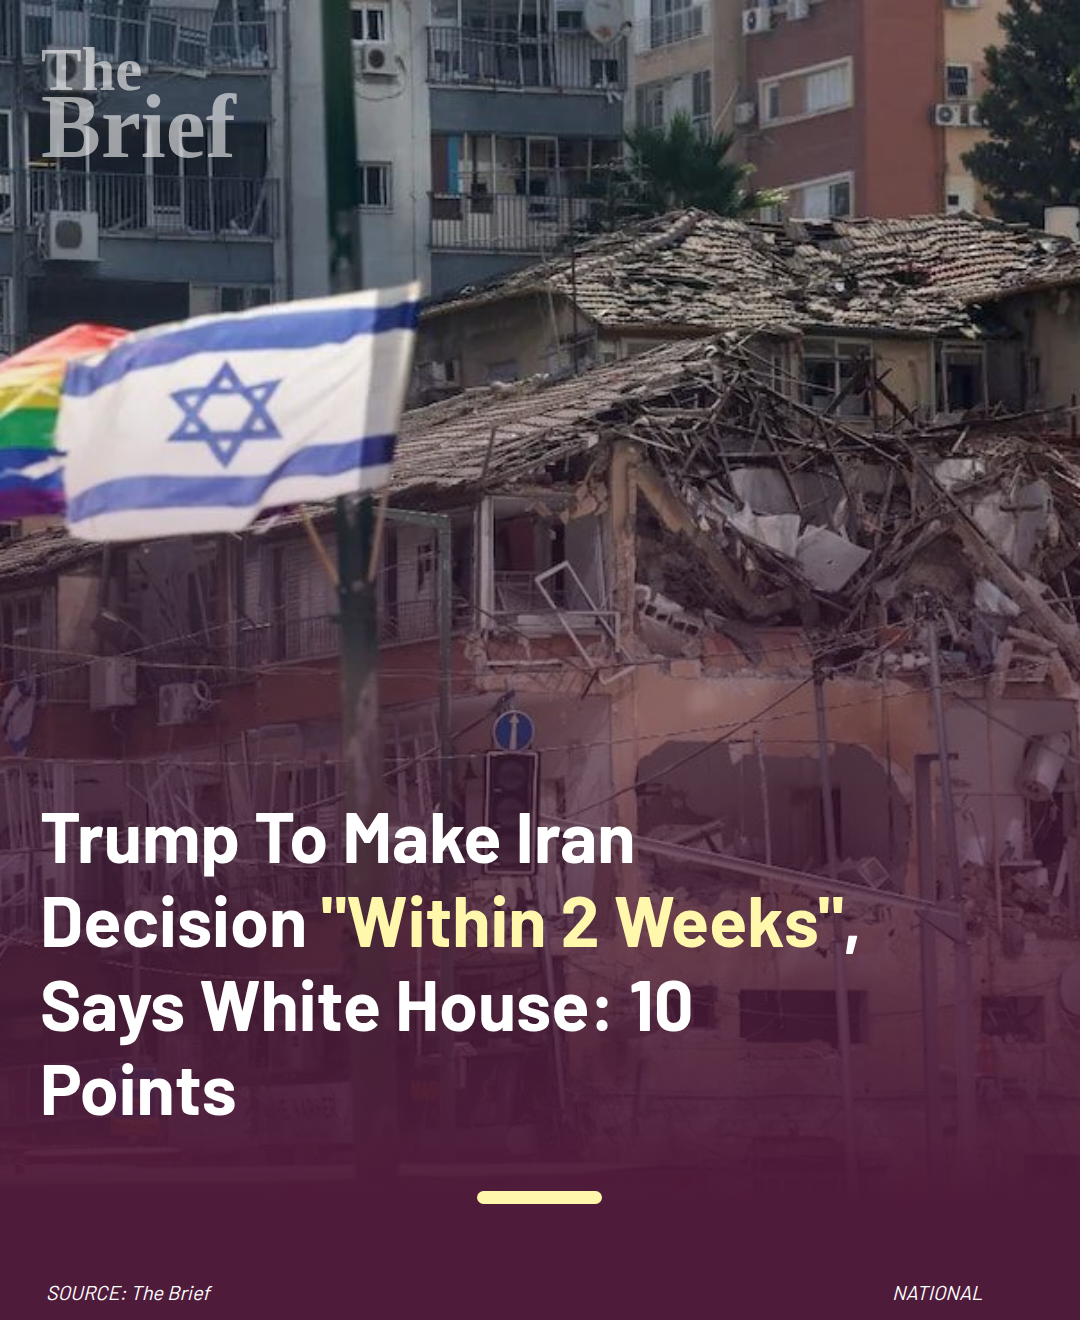 The
Brief
Trump To Make Iran
Decision "Within 2 Weeks",
Says White House: 10
Points
SOURCE: The Brief
NATIONAL